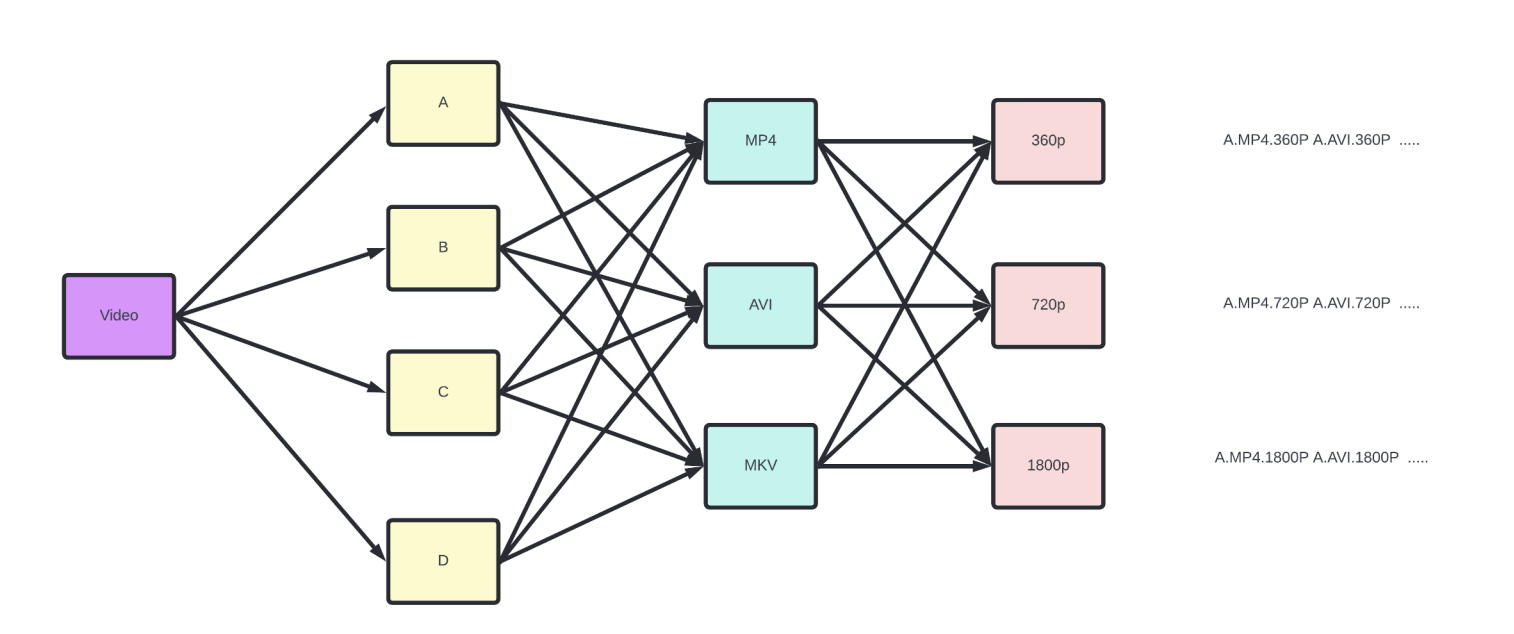 Video
A
B
C
D
MP4
AVI
MKV
360p
720p
1800p
A.MP4.360P A.AVI.360P .....
A.MP4.720P A.AVI.720P .....
A.MP4.1800P A.AVI.1800P .....